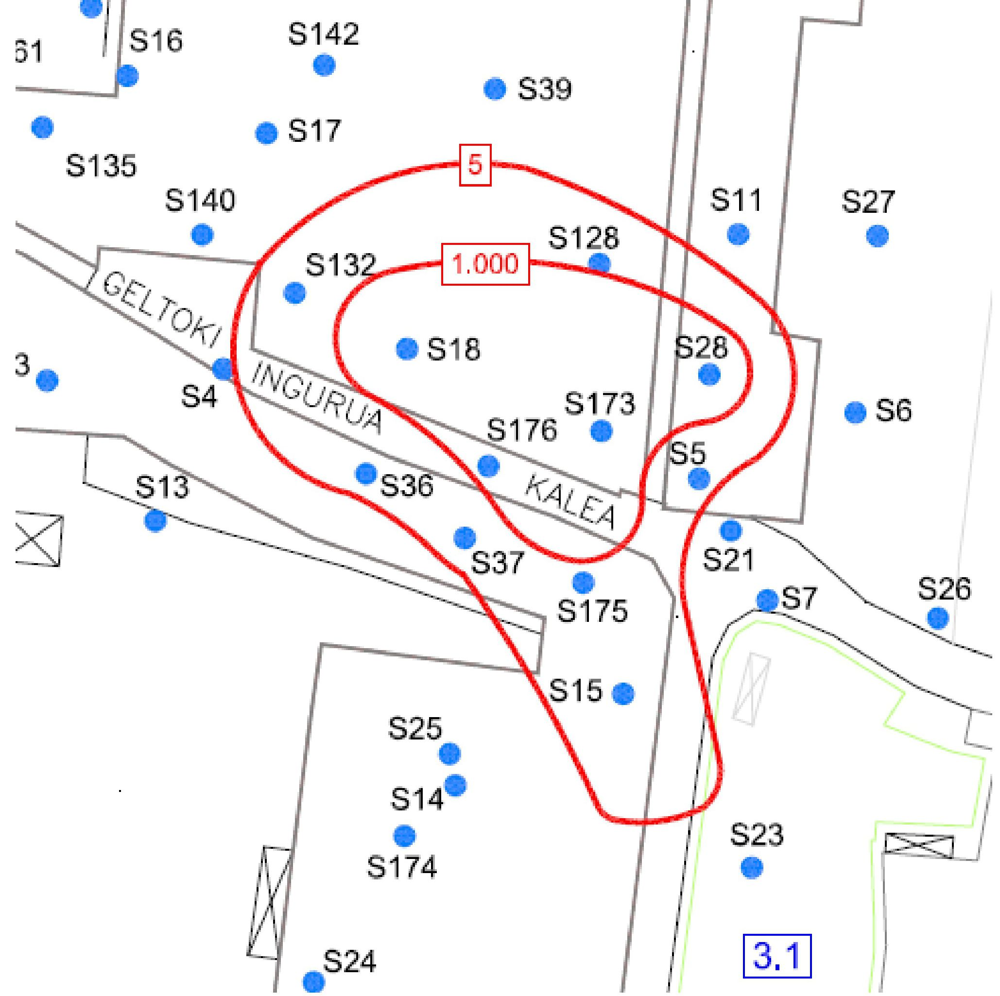 S16
S142
61
S39
S17
S135
5
S140
S11
S27
S128
S132
1.000
GELTOKI
S18
S28
3
S4
INGURUA
S173
S6
S176
S5
S13
S36
KALEA
S37
S21
S175
S7
S26
S15
S25
S14
S23
S174
3.1
S24